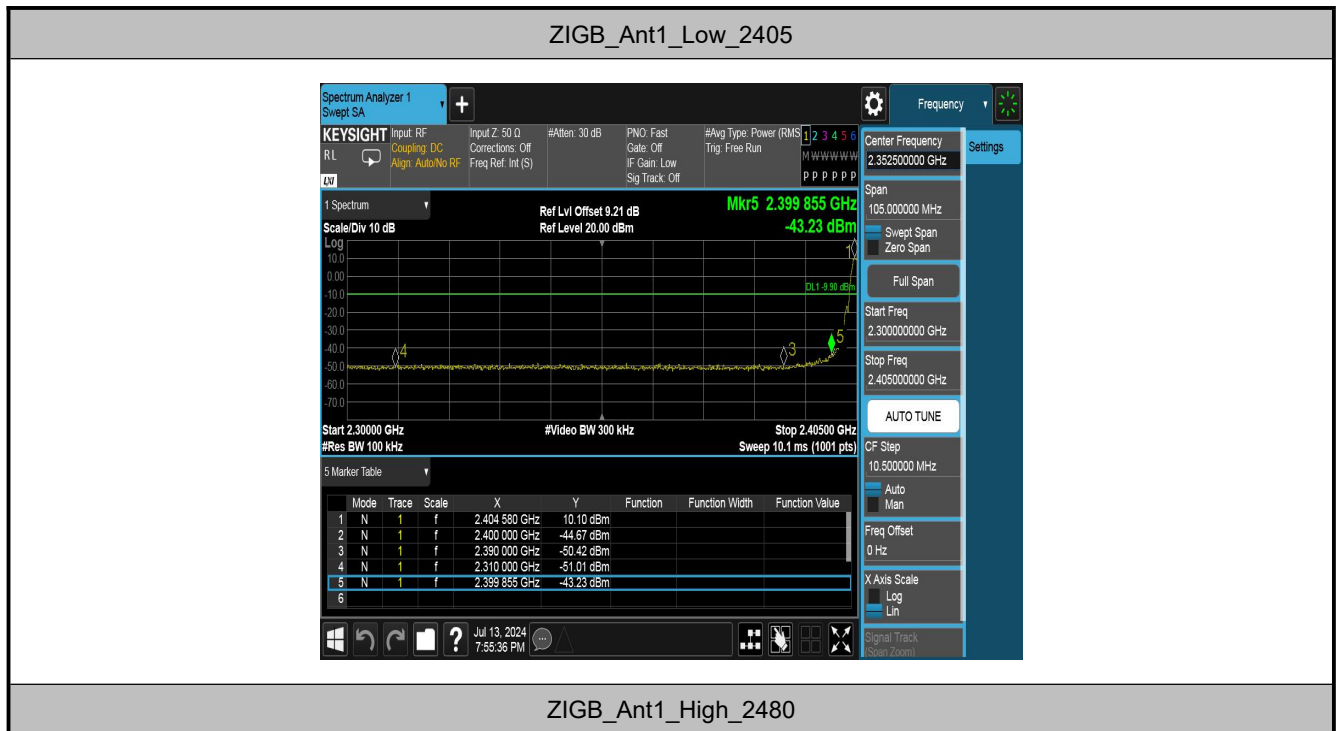 ZIGB_Ant1_Low_2405
Spectrum Analyzer 1
Swept SA
+
Frequency
KEYSIGHT
RL
LXI
Input: RF
Coupling: DC
Align: Auto/No RF
Input Z: 50 Ω
Corrections: Off
Freq Ref: Int (S)
#Atten: 30 dB
PNO: Fast
Gate: Off
IF Gain: Low
Sig Track: Off
#Avg Type: Power (RMS
Trig: Free Run
1 2 3 4 5 6
M W W W W W
P P P P P P
Center Frequency
2.352500000 GHz
Settings
Span
105.000000 MHz
Swept Span
Zero Span
Full Span
Start Freq
2.300000000 GHz
Stop Freq
2.405000000 GHz
AUTO TUNE
CF Step
10.500000 MHz
Auto
Man
Freq Offset
0 Hz
X Axis Scale
Log
Lin
Signal Track
(Span Zoom)
1 Spectrum
Scale/Div 10 dB
Ref Lvl Offset 9.21 dB
Ref Level 20.00 dBm
Mkr5 2.399 855 GHz
-43.23 dBm
Log
10.0
0.00
-10.0
-20.0
-30.0
-40.0
-50.0
-60.0
-70.0
DL1 -9.90 dBm
1
5
3
4
Start 2.30000 GHz
#Res BW 100 kHz
#Video BW 300 kHz
Stop 2.40500 GHz
Sweep 10.1 ms (1001 pts)
5 Marker Table
Mode Trace Scale X Y Function Function Width Function Value
1 N 1 f 2.404 580 GHz 10.10 dBm
2 N 1 f 2.400 000 GHz -44.67 dBm
3 N 1 f 2.390 000 GHz -50.42 dBm
4 N 1 f 2.310 000 GHz -51.01 dBm
5 N 1 f 2.399 855 GHz -43.23 dBm
6
?
Jul 13, 2024
7:55:36 PM
ZIGB_Ant1_High_2480